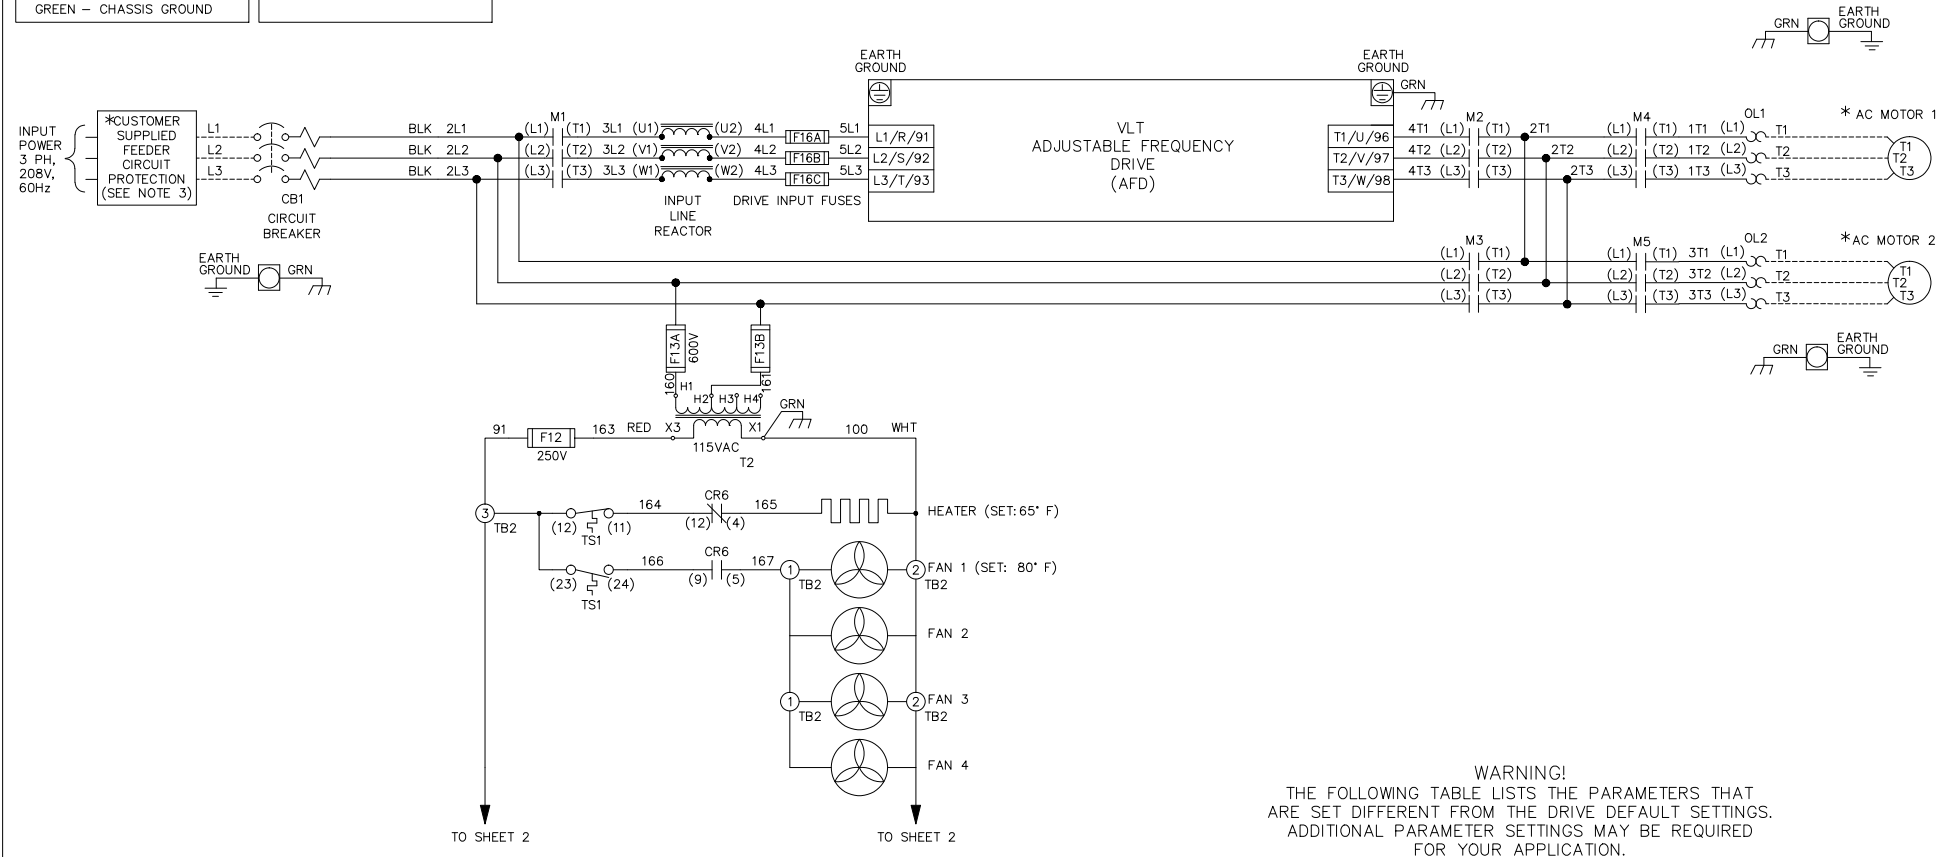 GREEN – CHASSIS GROUND
GRN
EARTH
GROUND
EARTH
GROUND
EARTH
GROUND
GRN
INPUT
POWER
3 PH,
208V,
60Hz
*CUSTOMER
SUPPLIED
FEEDER
CIRCUIT
PROTECTION
(SEE NOTE 3)
L1
L2
L3
CB1
CIRCUIT
BREAKER
BLK 2L1
BLK 2L2
BLK 2L3
M1
(L1) (T1) 3L1 (U1) (U2) 4L1 F16A 5L1
(L2) (T2) 3L2 (V1) (V2) 4L2 F16B 5L2
(L3) (T3) 3L3 (W1) (W2) 4L3 F16C 5L3
INPUT
LINE
REACTOR
DRIVE INPUT FUSES
L1/R/91
L2/S/92
L3/T/93
VLT
ADJUSTABLE FREQUENCY
DRIVE
(AFD)
T1/U/96
T2/V/97
T3/W/98
M2 M4 OL1
4T1 (L1) (T1) 2T1 (L1) (T1) 1T1 (L1) T1
4T2 (L2) (T2) 2T2 (L2) (T2) 1T2 (L2) T2
4T3 (L3) (T3) 2T3 (L3) (T3) 1T3 (L3) T3
* AC MOTOR 1
T1
T2
T3
M3 M5 OL2
(L1) (T1) (L1) (T1) 3T1 (L1) T1
(L2) (T2) (L2) (T2) 3T2 (L2) T2
(L3) (T3) (L3) (T3) 3T3 (L3) T3
*AC MOTOR 2
T1
T2
T3
EARTH
GROUND
GRN
GRN
EARTH
GROUND
F13A
600V
F13B
160
161
H1
H2 H3 H4
GRN
91 F12 163 RED X3 X1 100 WHT
250V
115VAC
T2
3
TB2
(12) (11)
TS1
164
CR6
(12) (4)
165
HEATER (SET: 65° F)
(23) (24)
TS1
166
CR6
(9) (5)
167
1
TB2
2
TB2
FAN 1 (SET: 80° F)
FAN 2
1
TB2
2
TB2
FAN 3
FAN 4
TO SHEET 2
TO SHEET 2
WARNING!
THE FOLLOWING TABLE LISTS THE PARAMETERS THAT
ARE SET DIFFERENT FROM THE DRIVE DEFAULT SETTINGS.
ADDITIONAL PARAMETER SETTINGS MAY BE REQUIRED
FOR YOUR APPLICATION.